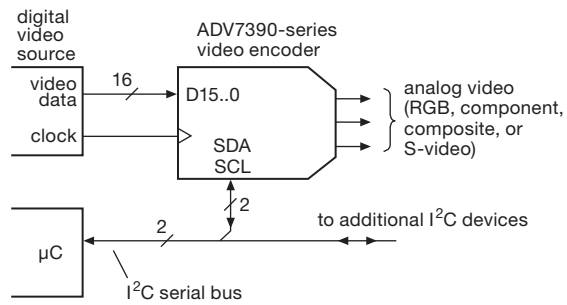 digital
video
source
ADV7390-series
video encoder
video
data
16
D15..0
clock
SDA
SCL
analog video
(RGB, component,
composite, or
S-video)
2
to additional I²C devices
µC
2
I²C serial bus